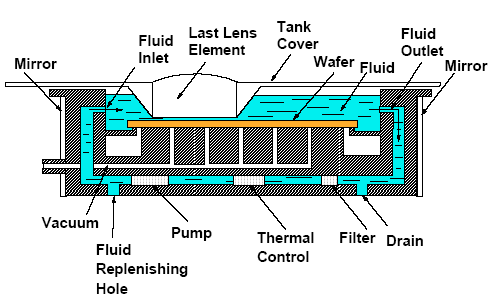 Mirror
Fluid
Inlet
Last Lens
Element
Tank
Cover
Wafer
Fluid
Fluid
Outlet
Mirror
Vacuum
Fluid
Replenishing
Hole
Pump
Thermal
Control
Filter
Drain